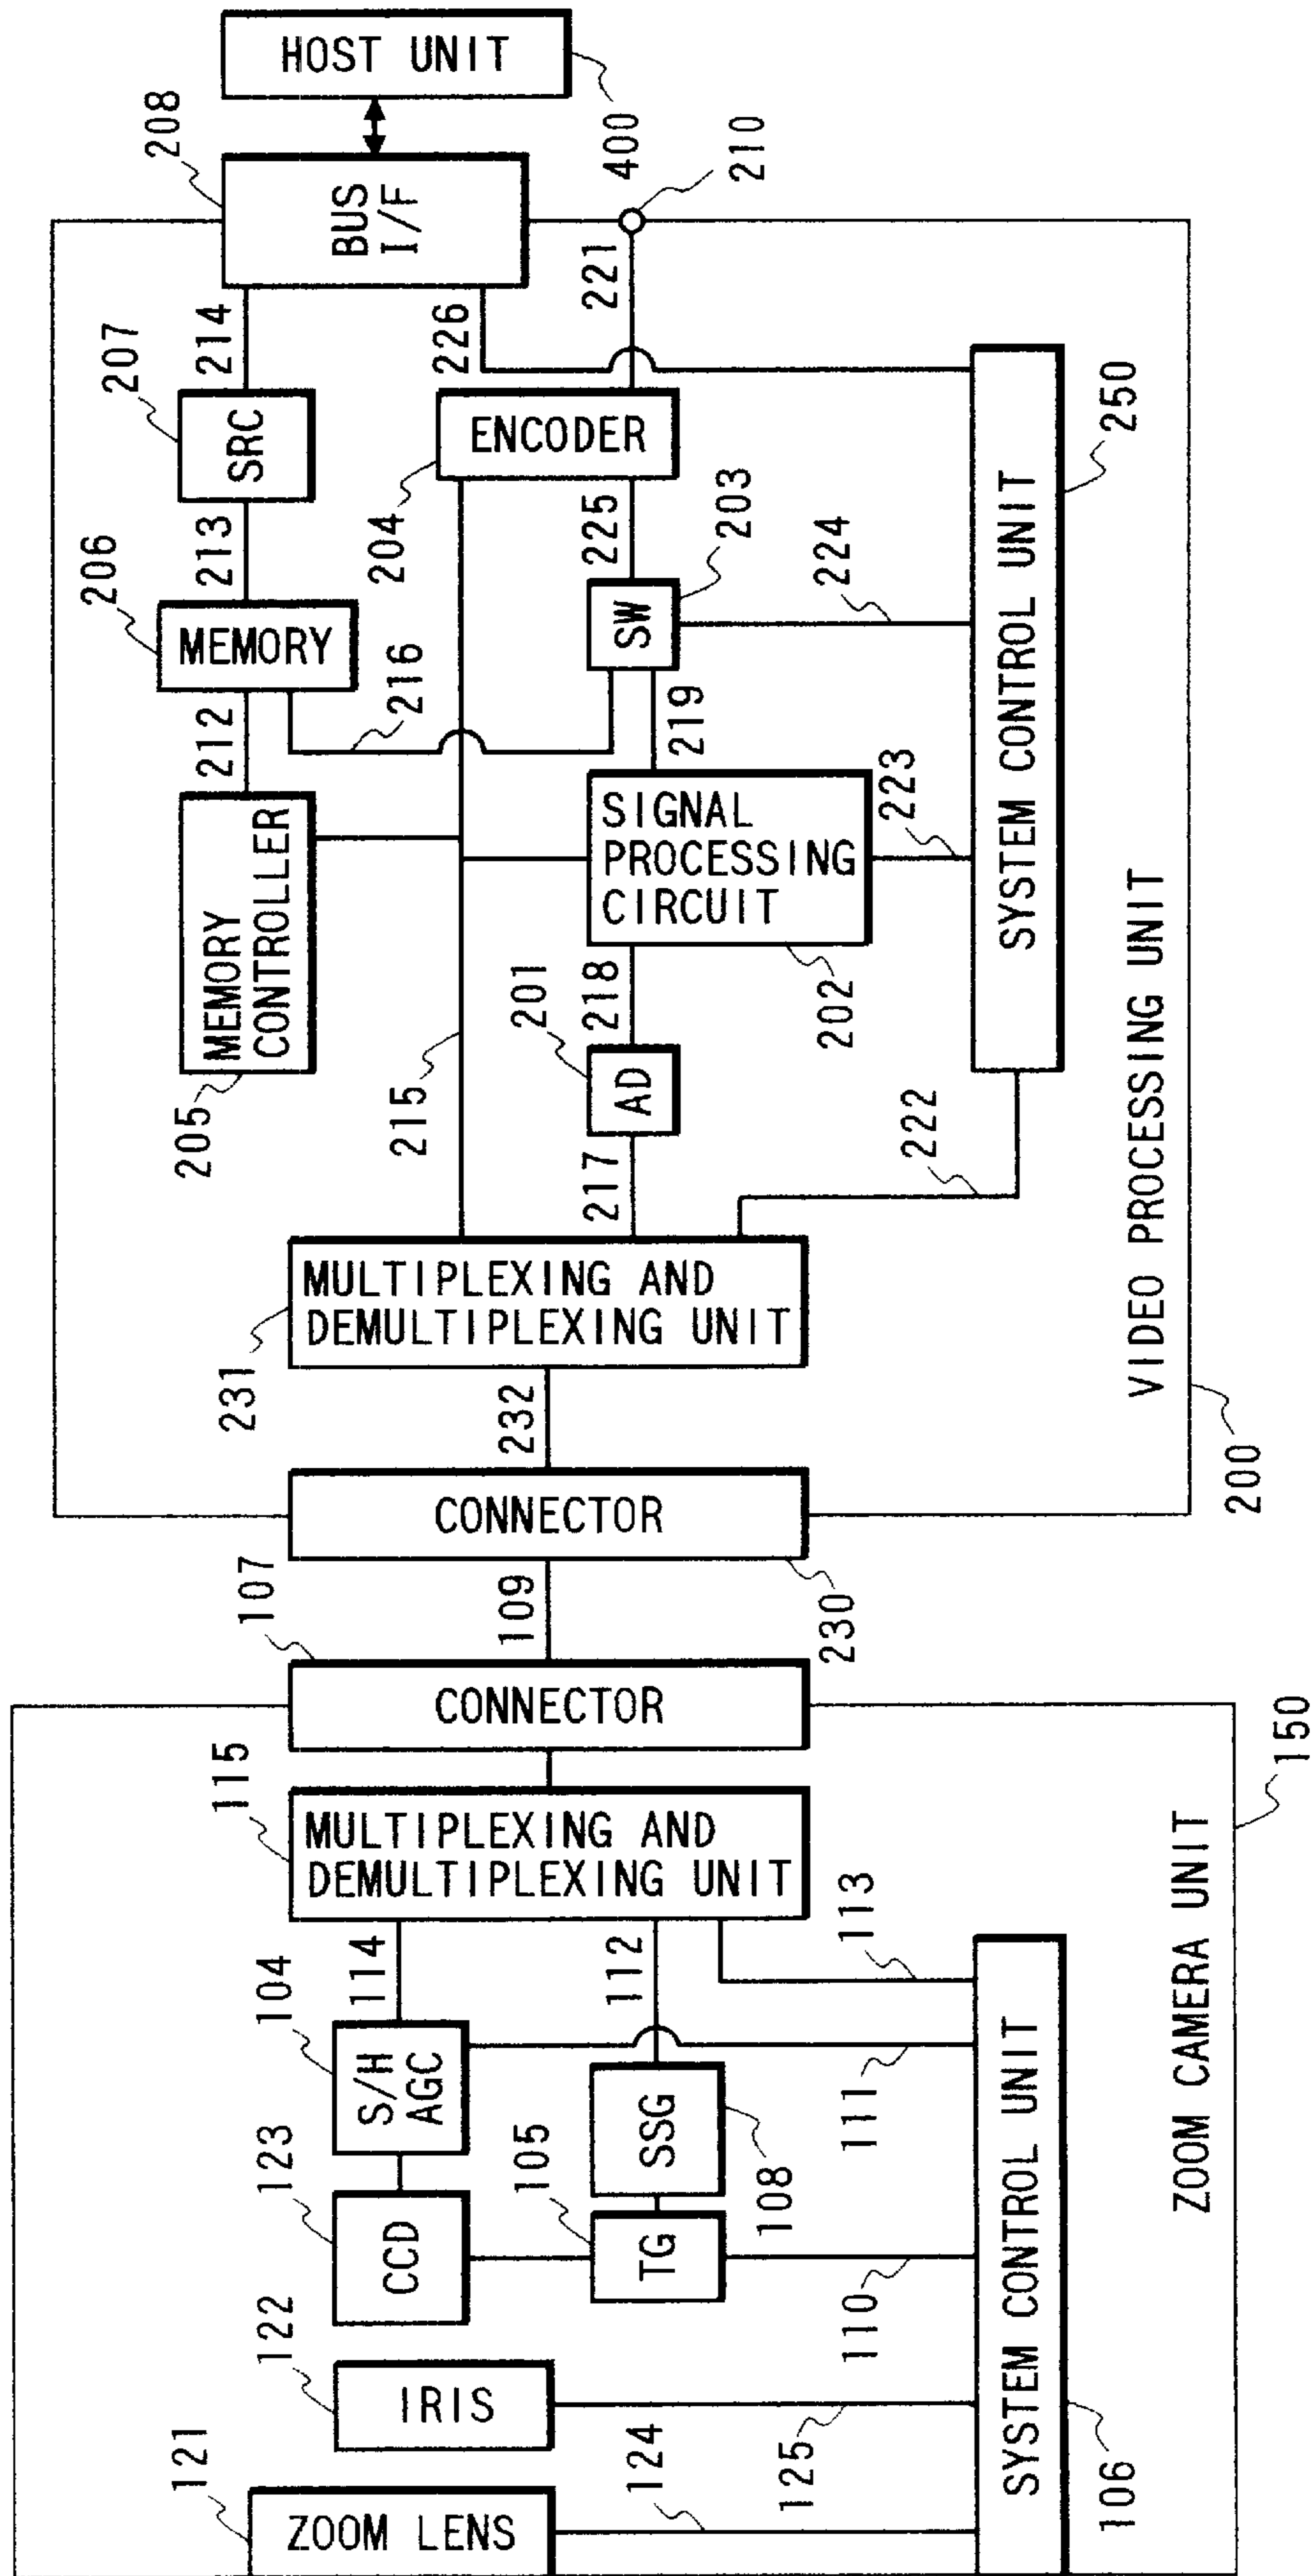 HOST UNIT
400
208
BUS
I/F
210
221
214
226
207
SRC
213
206
MEMORY
212
216
MEMORY
CONTROLLER
205
204
ENCODER
225
203
SW
224
219
SIGNAL
PROCESSING
CIRCUIT
202
223
218
201
AD
217
215
222
SYSTEM CONTROL UNIT
250
MULTIPLEXING AND
DEMULTIPLEXING UNIT
231
232
CONNECTOR
230
VIDEO PROCESSING UNIT
200
109
107
CONNECTOR
115
MULTIPLEXING AND
DEMULTIPLEXING UNIT
114
112
113
104
S/H
AGC
123
CCD
105
TG
SSG
108
111
110
122
IRIS
125
121
ZOOM LENS
124
SYSTEM CONTROL UNIT
106
ZOOM CAMERA UNIT
150